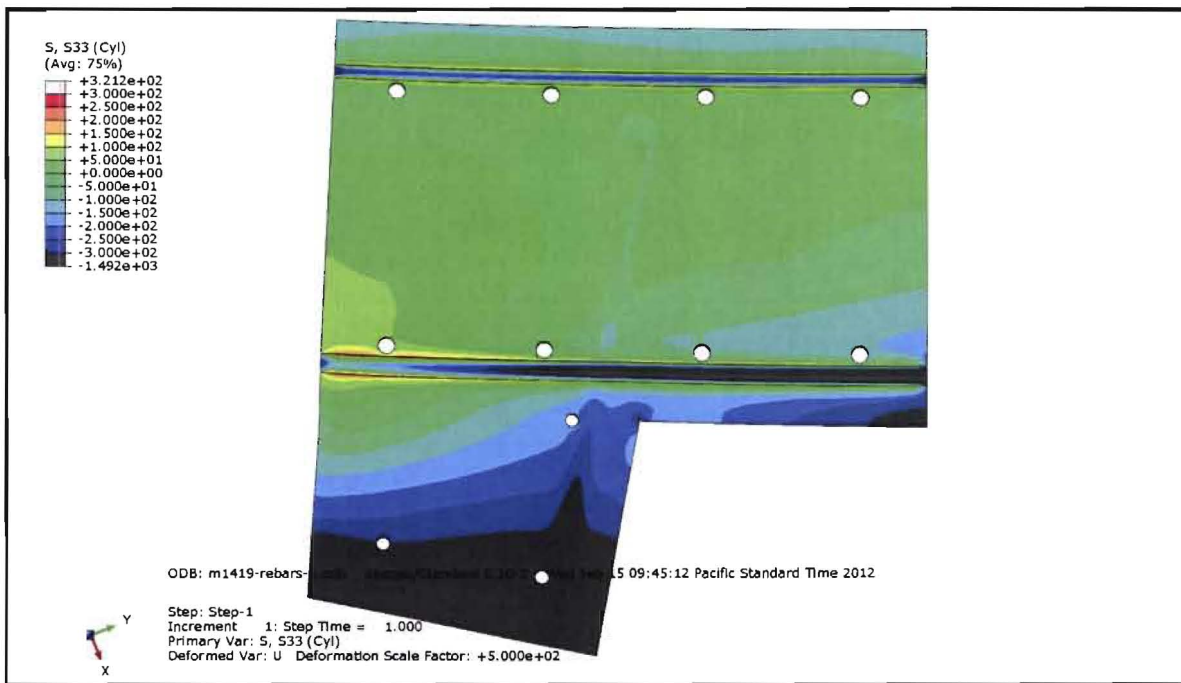 S, S33 (Cyl)
(Avg: 75%)
+3.212e+02
+3.000e+02
+2.500e+02
+2.000e+02
+1.500e+02
+1.000e+02
+5.000e+01
+0.000e+00
-5.000e+01
-1.000e+02
-1.500e+02
-2.000e+02
-2.500e+02
-3.000e+02
-1.492e+03
ODB: m1419-rebars- 15 09:45:12 Pacific Standard Time 2012
Y
X
Step: Step-1
Increment 1: Step Time = 1.000
Primary Var: S, S33 (Cyl)
Deformed Var: U Deformation Scale Factor: +5.000e+02